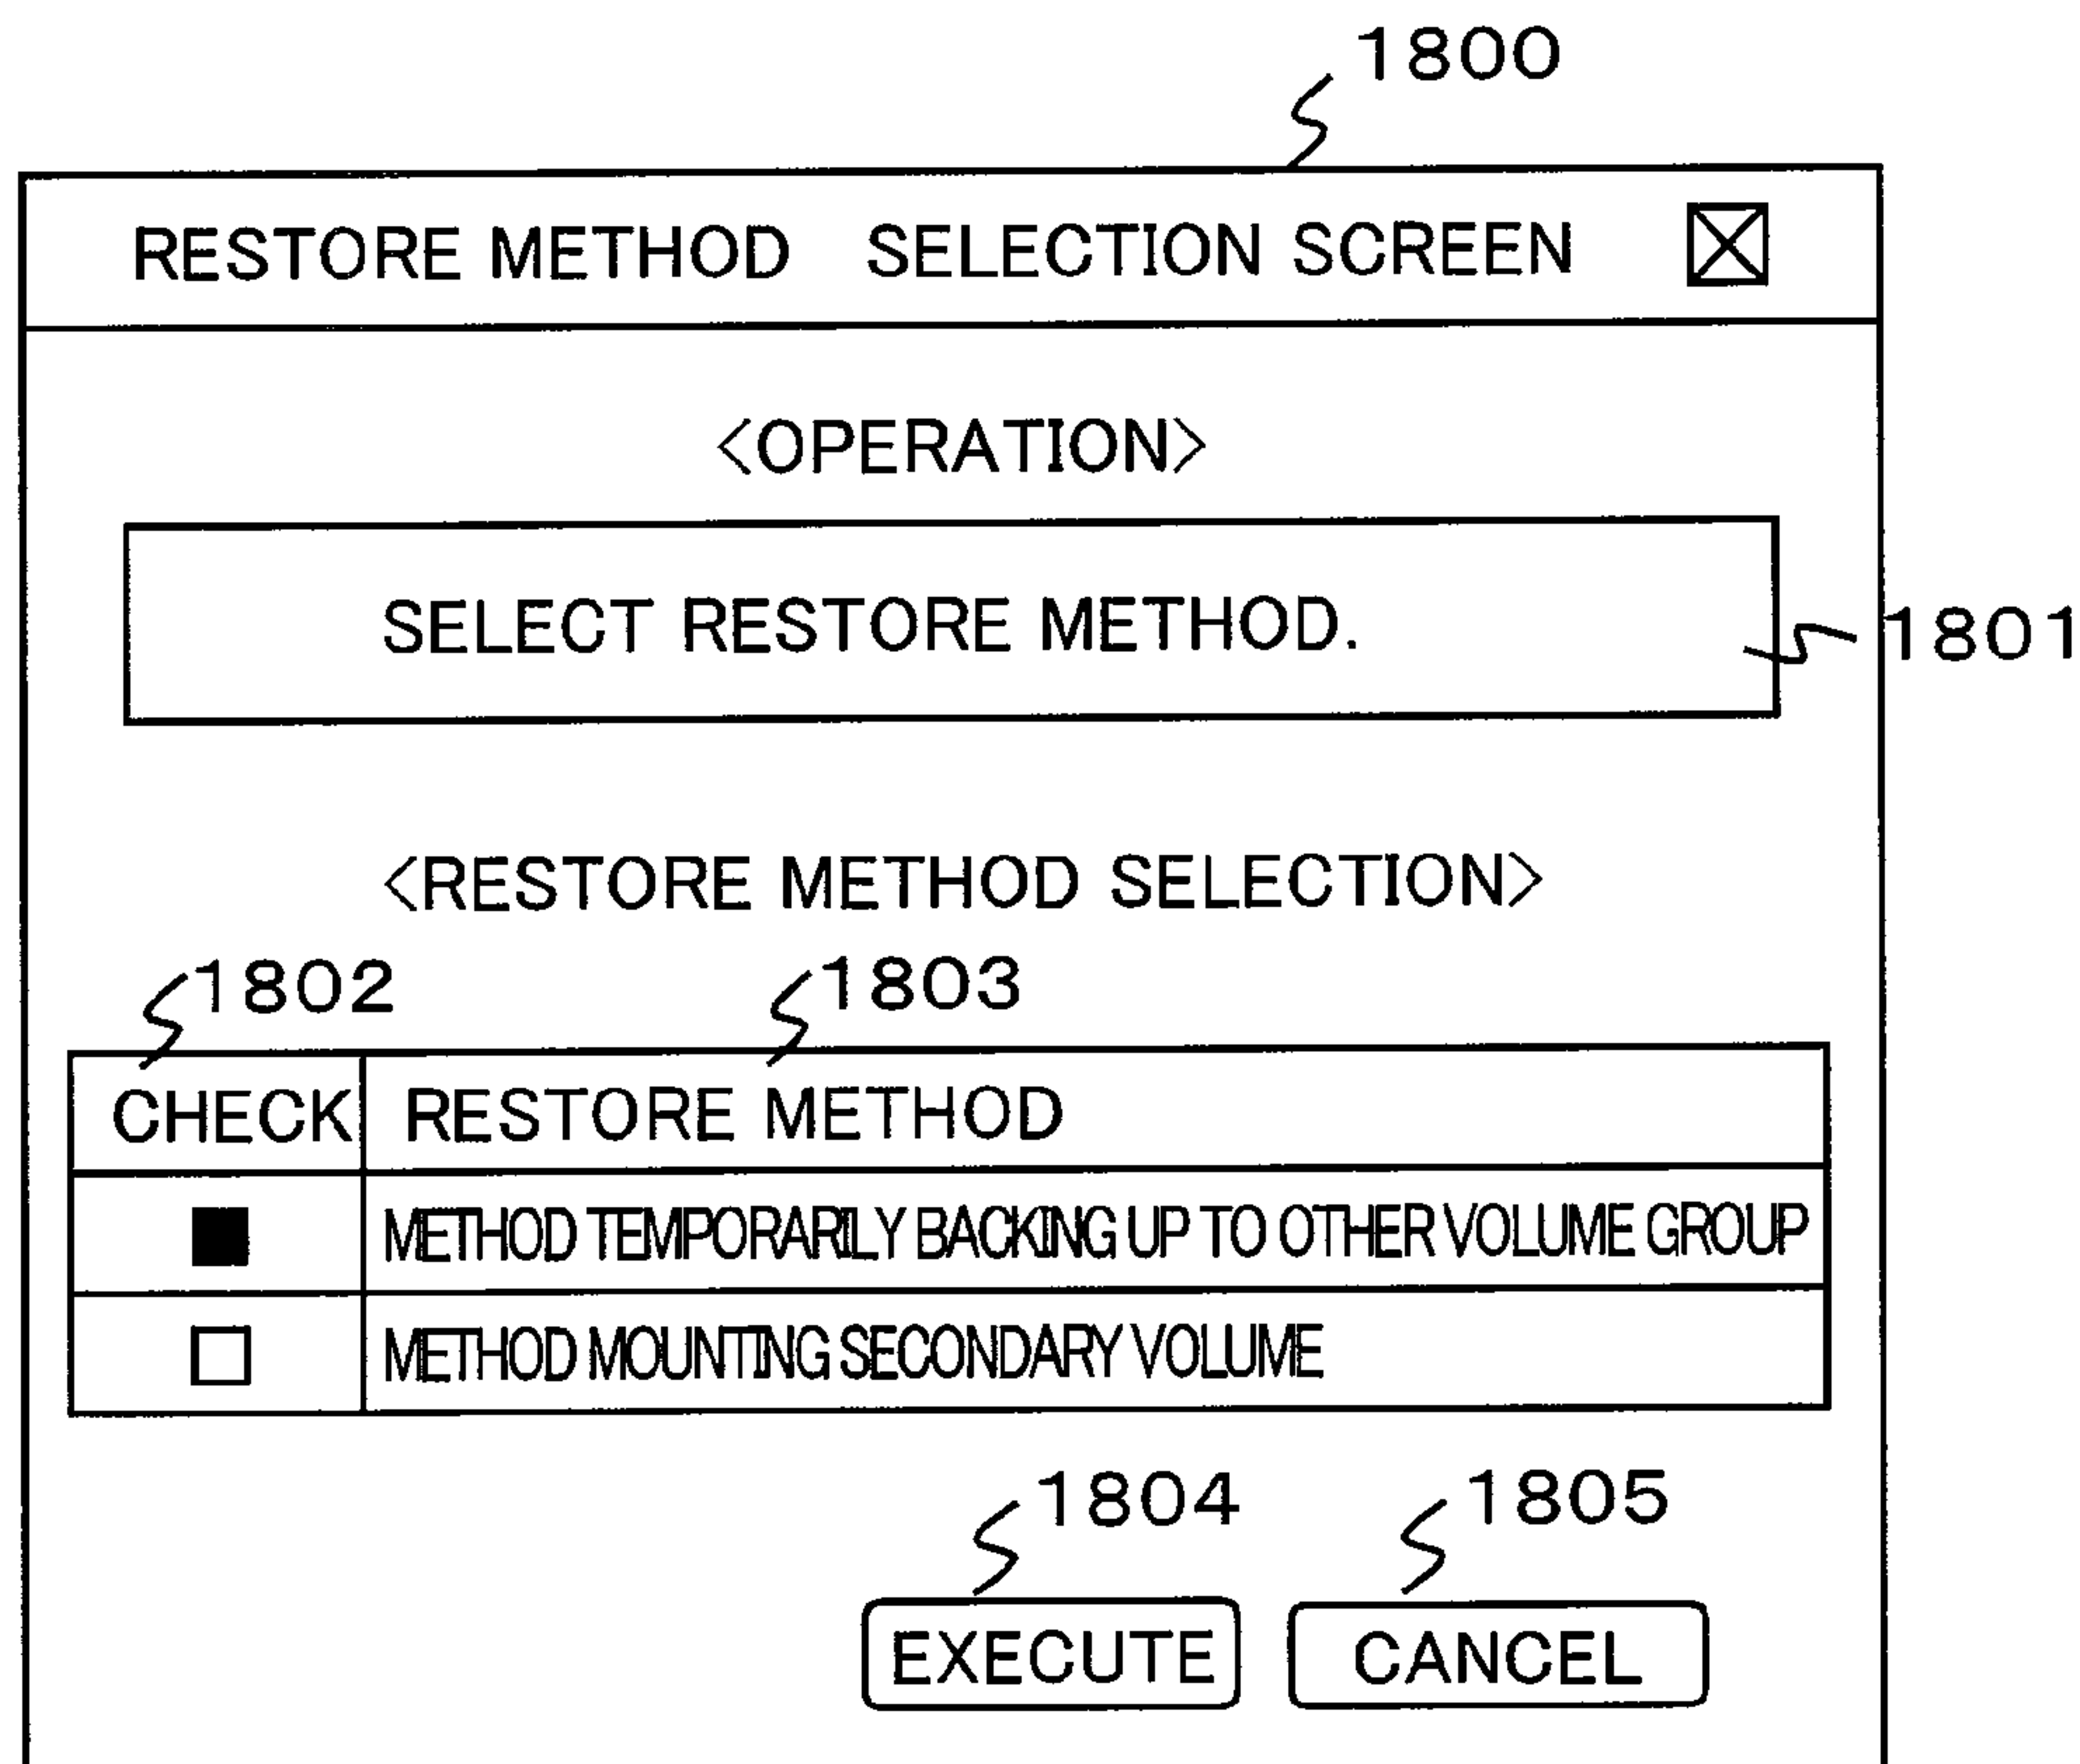 1800
RESTORE METHOD SELECTION SCREEN
<OPERATION>
SELECT RESTORE METHOD.
1801
<RESTORE METHOD SELECTION>
1802 1803
CHECK RESTORE METHOD
METHOD TEMPORARILY BACKING UP TO OTHER VOLUME GROUP
METHOD MOUNTING SECONDARY VOLUME
1804 1805
EXECUTE CANCEL